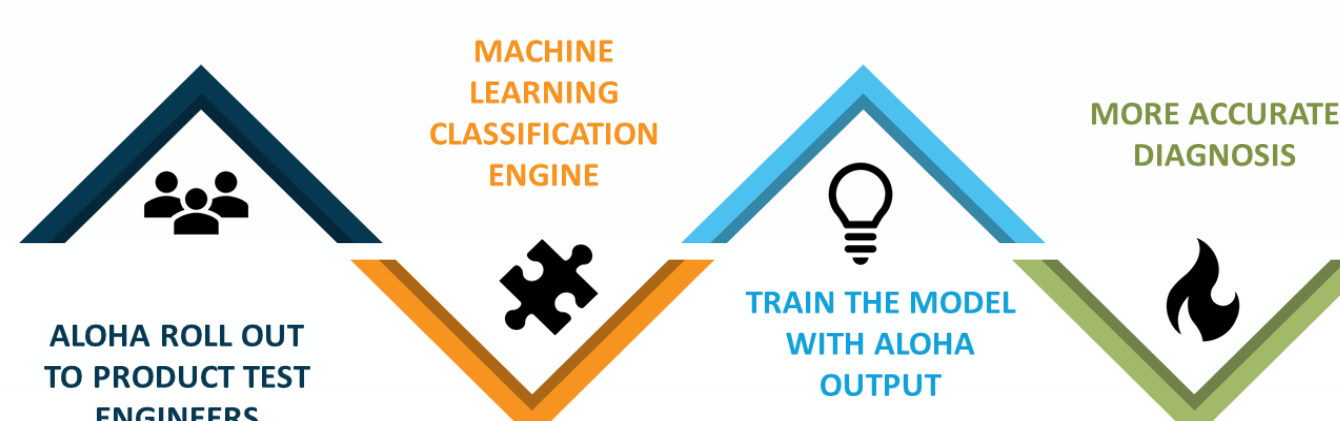 ALOHA ROLL OUT
TO PRODUCT TEST
ENGINEERS
MACHINE
LEARNING
CLASSIFICATION
ENGINE
TRAIN THE MODEL
WITH ALOHA
OUTPUT
MORE ACCURATE
DIAGNOSIS